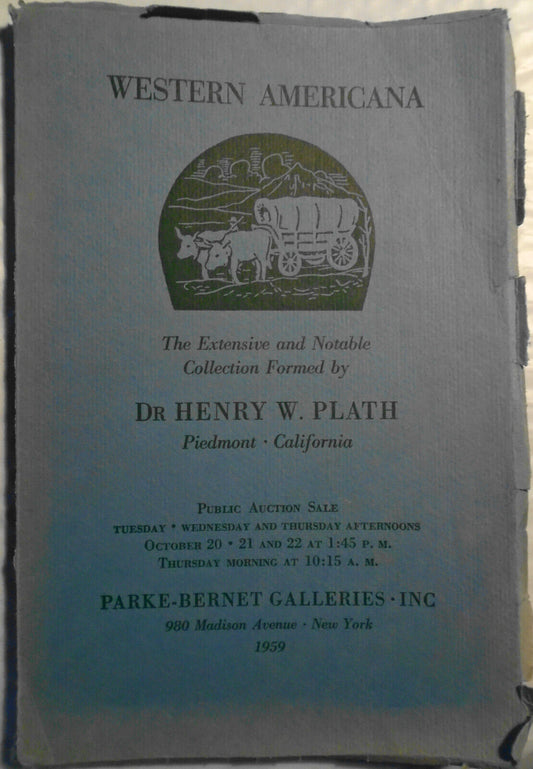 WESTERN AMERICANA
The Extensive and Notable
Collection Formed by
DR HENRY W. PLATH
Piedmont · California
PUBLIC AUCTION SALE
TUESDAY · WEDNESDAY AND THURSDAY AFTERNOONS
OCTOBER 20 · 21 AND 22 AT 1:45 P. M.
THURSDAY MORNING AT 10:15 A. M.
PARKE-BERNET GALLERIES · INC
980 Madison Avenue · New York
1959